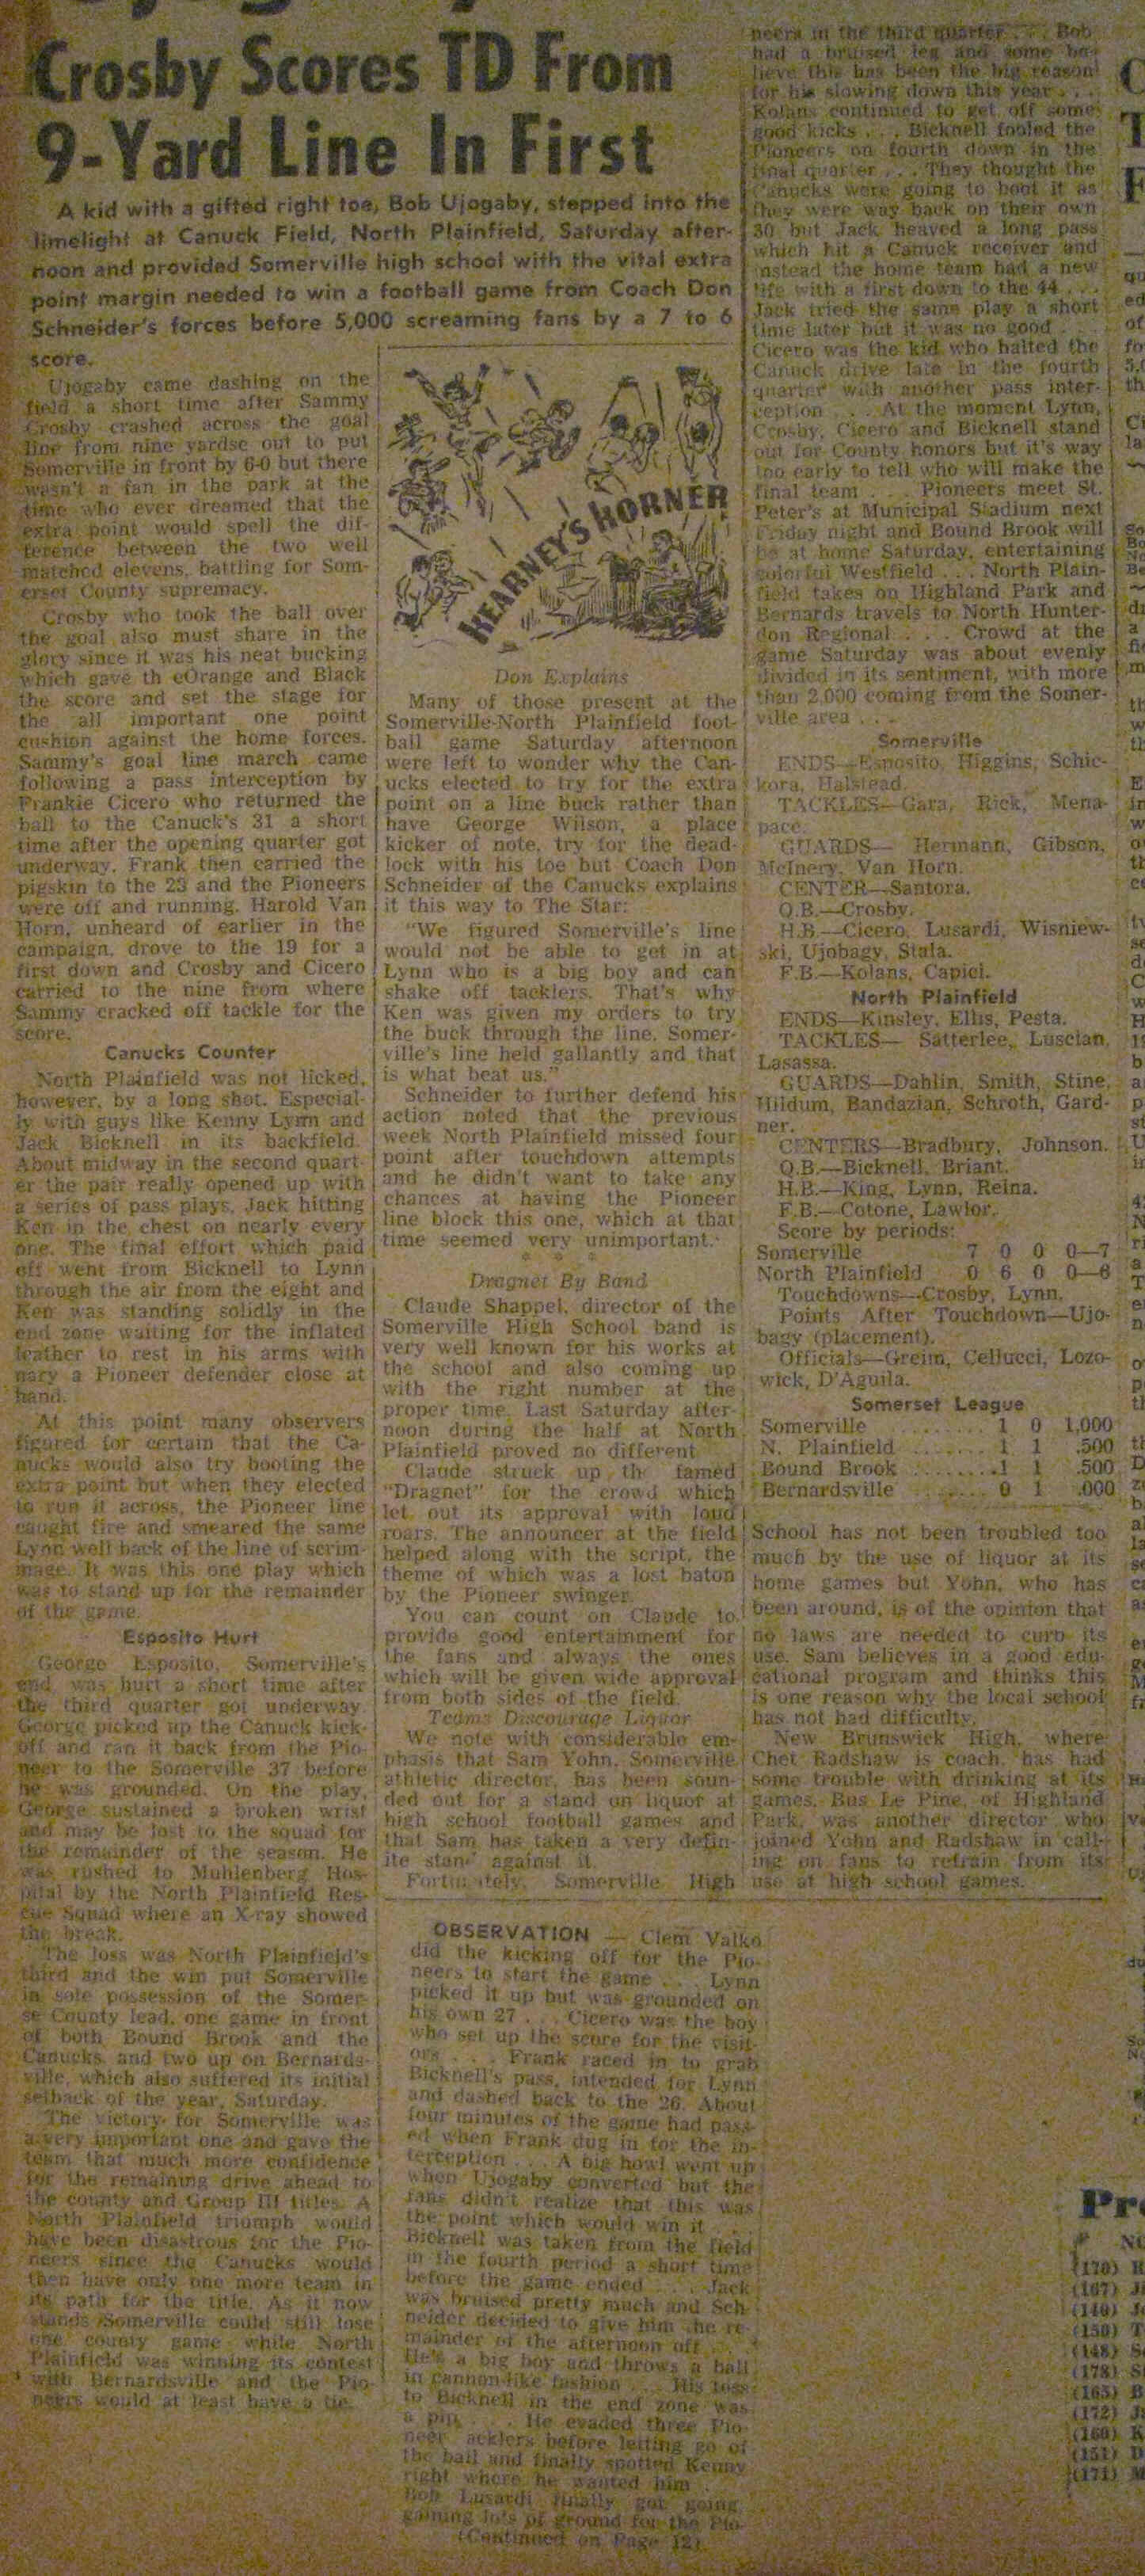 Crosby Scores TD From
9-Yard Line In First
A kid with a gifted right toe, Bob Ujogaby, stepped into the
limelight at Canuck Field, North Plainfield, Saturday after-
noon and provided Somerville high school with the vital extra
point margin needed to win a football game from Coach Don
Schneider's forces before 5,000 screaming fans by a 7 to 6
score.
Ujogaby came dashing on the
field a short time after Sammy
Crosby crashed across the goal
line from nine yardse out to put
Somerville in front by 6-0 but there
wasn't a fan in the park at the
time who ever dreamed that the
extra point would spell the dif-
ference between the two well
matched elevens, battling for Som-
erset County supremacy.
Crosby who took the ball over
the goal also must share in the
glory since it was his neat bucking
which gave th eOrange and Black
the score and set the stage for
the all important one point
cushion against the home forces.
Sammy's goal line march came
following a pass interception by
Frankie Cicero who returned the
ball to the Canuck's 31 a short
time after the opening quarter got
underway. Frank then carried the
pigskin to the 23 and the Pioneers
were off and running. Harold Van
Horn, unheard of earlier in the
campaign, drove to the 19 for a
first down and Crosby and Cicero
carried to the nine from where
Sammy cracked off tackle for the
score.
Canucks Counter
North Plainfield was not licked,
however, by a long shot. Especial-
ly with guys like Kenny Lynn and
Jack Bicknell in its backfield.
About midway in the second quart-
er the pair really opened up with
a series of pass plays, Jack hitting
Ken in the chest on nearly every
one. The final effort which paid
off went from Bicknell to Lynn
through the air from the eight and
Ken was standing solidly in the
end zone waiting for the inflated
leather to rest in his arms with
nary a Pioneer defender close at
hand.
At this point many observers
figured for certain that the Ca-
nucks would also try booting the
extra point but when they elected
to run it across, the Pioneer line
caught fire and smeared the same
Lynn well back of the line of scrim-
mage. It was this one play which
was to stand up for the remainder
of the game.
Esposito Hurt
George Esposito, Somerville's
end was hurt a short time after
the third quarter got underway.
George picked up the Canuck kick-
off and ran it back from the Pio-
neer to the Somerville 37 before
he was grounded. On the play,
George sustained a broken wrist
and may be lost to the squad for
the remainder of the season. He
was rushed to Muhlenberg Hos-
pital by the North Plainfield Res-
cue Squad where an X-ray showed
the break.
The loss was North Plainfield's
third and the win put Somerville
in sole possession of the Somer-
se County lead, one game in front
of both Bound Brook and the
Canucks, and two up on Bernards-
ville, which also suffered its initial
setback of the year, Saturday.
The victory for Somerville was
a very important one and gave the
team that much more confidence
for the remaining drive ahead to
the county and Group III titles. A
North Plainfield triumph would
have been disastrous for the Pio-
neers since the Canucks would
then have only one more team in
its path for the title. As it now
stands Somerville could still lose
one county game while North
Plainfield was winning its contest
with Bernardsville and the Pio-
neers would at least have a tie.
KEARNEY'S KORNER
Don Explains
Many of those present at the
Somerville-North Plainfield foot-
ball game Saturday afternoon
were left to wonder why the Can-
ucks elected to try for the extra
point on a line buck rather than
have George Wilson, a place
kicker of note, try for the dead-
lock with his toe but Coach Don
Schneider of the Canucks explains
it this way to The Star:
"We figured Somerville's line
would not be able to get in at
Lynn who is a big boy and can
shake off tacklers. That's why
Ken was given my orders to try
the buck through the line. Somer-
ville's line held gallantly and that
is what beat us."
Schneider to further defend his
action noted that the previous
week North Plainfield missed four
point after touchdown attempts
and he didn't want to take any
chances at having the Pioneer
line block this one, which at that
time seemed very unimportant.
* * *
Dragnet By Band
Claude Shappel, director of the
Somerville High School band is
very well known for his works at
the school and also coming up
with the right number at the
proper time. Last Saturday after-
noon during the half at North
Plainfield proved no different
Claude struck up th famed
"Dragnet" for the crowd which
let out its approval with loud
roars. The announcer at the field
helped along with the script, the
theme of which was a lost baton
by the Pioneer swinger.
You can count on Claude to
provide good entertainment for
the fans and always the ones
which will be given wide approval
from both sides of the field.
Teams Discourage Liquor
We note with considerable em-
phasis that Sam Yohn, Somerville
athletic director, has been soun-
ded out for a stand on liquor at
high school football games and
that Sam has taken a very defin-
ite stand against it.
Fortunately, Somerville High
OBSERVATION — Clem Valko
did the kicking off for the Pio-
neers to start the game . . . Lynn
picked it up but was grounded on
his own 27 . . . Cicero was the boy
who set up the score for the visit-
ors . . . Frank raced in to grab
Bicknell's pass, intended for Lynn
and dashed back to the 26. About
four minutes of the game had pass-
ed when Frank dug in for the in-
terception . . . A big howl went up
when Ujogaby converted but the
fans didn't realize that this was
the point which would win it . . .
Bicknell was taken from the field
in the fourth period a short time
before the game ended . . . Jack
was bruised pretty much and Sch-
neider decided to give him the re-
mainder of the afternoon off . . .
He's a big boy and throws a ball
in cannon-like fashion . . . His toss
to Bicknell in the end zone was
a . . . He evaded three Pio-
neer acklers before letting go of
the ball and finally spotted Kenny
right where he wanted him .
Bob Lusardi finally got going,
gaining lots of ground for the Pio-
(Continued on Page 12)
neers in the third quarter . . . Bob
had a bruised leg and some be-
lieve this has been the big reason
for his slowing down this year . . .
Kolans continued to get off some
good kicks . . . Bicknell fooled the
Pioneers on fourth down in the
final quarter . . . They thought the
Canucks were going to boot it as
they were way back on their own
30 but Jack heaved a long pass
which hit a Canuck receiver and
instead the home team had a new
life with a first down to the 44 . . .
Jack tried the same play a short
time later but it was no good . . .
Cicero was the kid who halted the
Canuck drive late in the fourth
quarter with another pass inter-
ception . . . At the moment Lynn,
Crosby, Cicero and Bicknell stand
out for County honors but it's way
too early to tell who will make the
final team . . . Pioneers meet St.
Peter's at Municipal Stadium next
Friday night and Bound Brook will
be at home Saturday, entertaining
colorful Westfield . . . North Plain-
field takes on Highland Park and
Bernards travels to North Hunter-
don Regional . . . Crowd at the
game Saturday was about evenly
divided in its sentiment, with more
than 2,000 coming from the Somer-
ville area . . .
Somerville
ENDS—Esposito, Higgins, Schic-
kora, Halstead.
TACKLES—Gara, Rick, Mena-
pace.
GUARDS— Hermann, Gibson,
McInery, Van Horn.
CENTER—Santora.
Q.B.—Crosby.
H.B.—Cicero, Lusardi, Wisniew-
ski, Ujobagy, Stala.
F.B.—Kolans, Capici.
North Plainfield
ENDS—Kinsley, Ellis, Pesta.
TACKLES— Satterlee, Luscian,
Lasassa.
GUARDS—Dahlin, Smith, Stine,
Hildum, Bandazian, Schroth, Gard-
ner.
CENTERS—Bradbury, Johnson.
Q.B.—Bicknell, Briant.
H.B.—King, Lynn, Reina.
F.B.—Cotone, Lawlor.
Score by periods:
Somerville 7 0 0 0—7
North Plainfield 0 6 0 0—6
Touchdowns—Crosby, Lynn.
Points After Touchdown—Ujo-
bagy (placement).
Officials—Greim, Cellucci, Lozo-
wick, D'Aguila.
Somerset League
Somerville ........ 1 0 1,000
N. Plainfield ....... 1 1 .500
Bound Brook ........1 1 .500
Bernardsville ....... 0 1 .000
School has not been troubled too
much by the use of liquor at its
home games but Yohn, who has
been around, is of the opinion that
no laws are needed to curb its
use. Sam believes in a good edu-
cational program and thinks this
is one reason why the local school
has not had difficulty.
New Brunswick High, where
Chet Radshaw is coach, has had
some trouble with drinking at its
games. Bus Le Pine, of Highland
Park, was another director who
joined Yohn and Radshaw in call-
ing on fans to refrain from its
use at high school games.
Pr
(170)
(167)
(140)
(150)
(148)
(178)
(165)
(172)
(160)
(151)
(171)